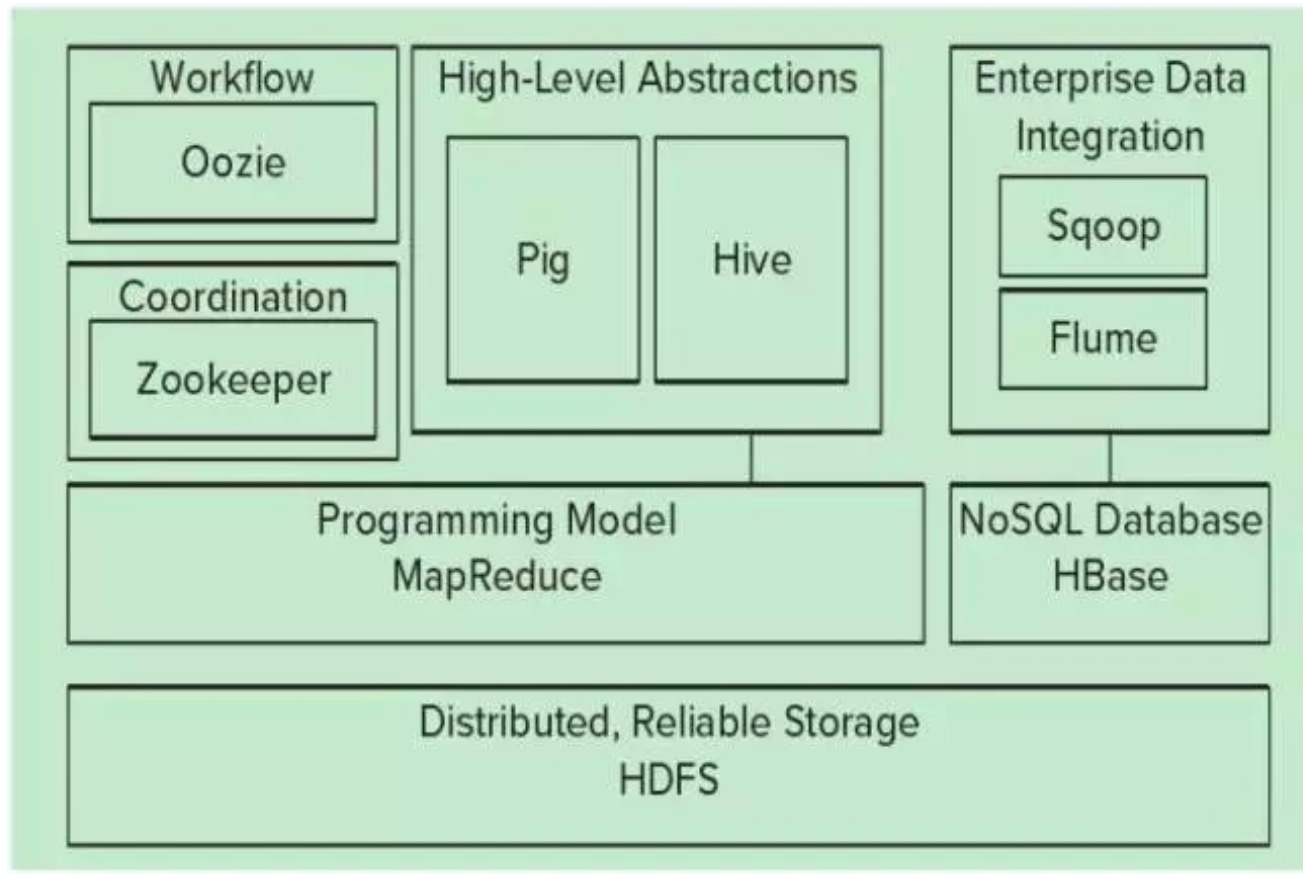 Workflow
Oozie
Coordination
Zookeeper
High-Level Abstractions
Pig
Hive
Enterprise Data
Integration
Sqoop
Flume
Programming Model
MapReduce
NoSQL Database
HBase
Distributed, Reliable Storage
HDFS